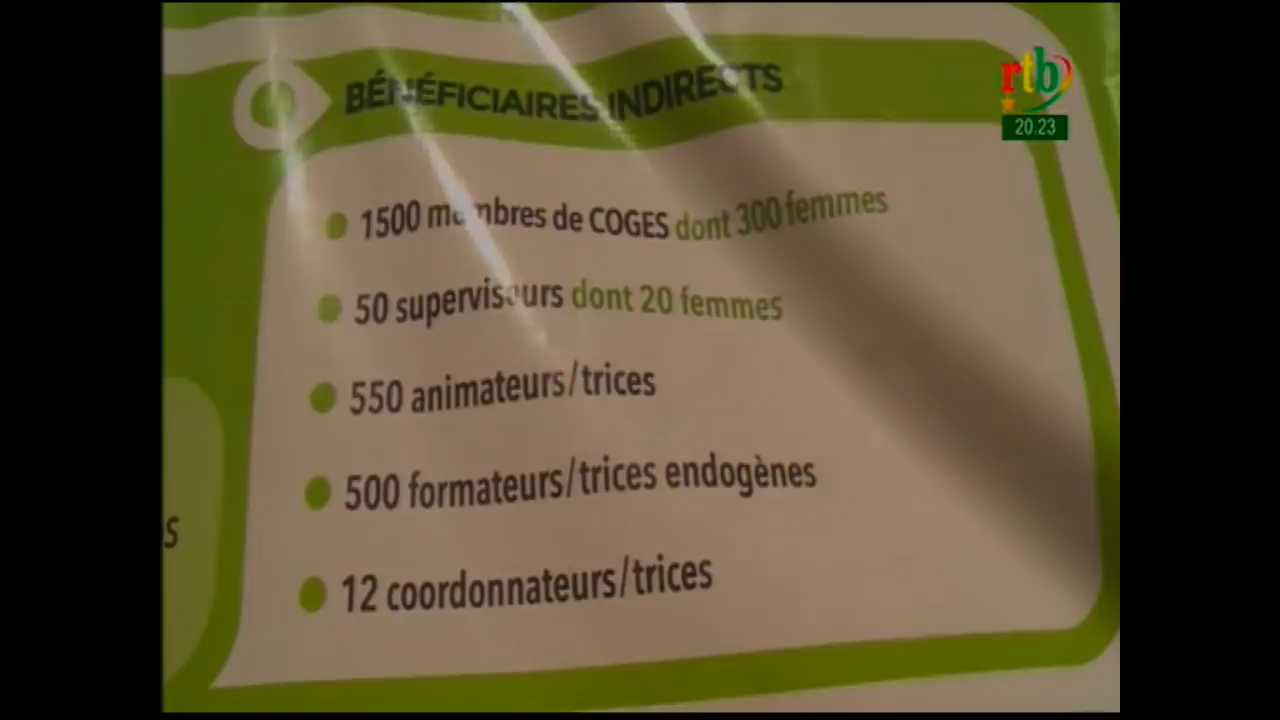 BÉNÉFICIAIRES INDIRECTS
rtb
20.23
1500 membres de COGES dont 300 femmes
50 superviseurs dont 20 femmes
550 animateurs/trices
500 formateurs/trices endogènes
12 coordonnateurs/trices